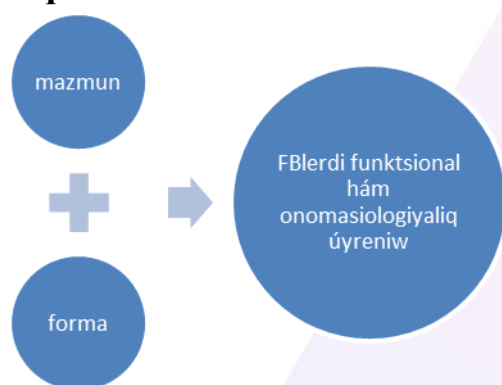 mazmun
forma
FBlerdi funktsional
hám
onomasiologiyaliq
úyreniw